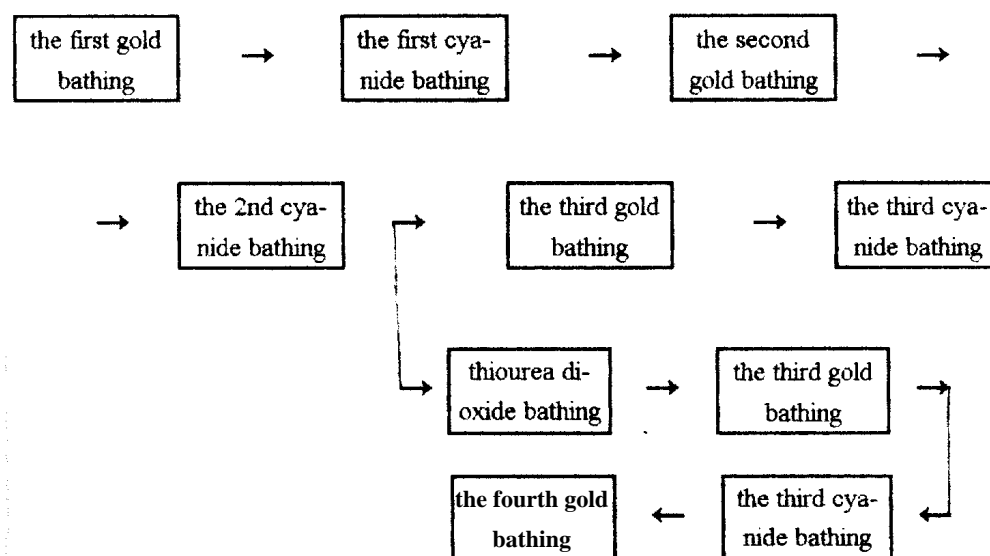 the first gold
bathing
the first cya-
nide bathing
the second
gold bathing
the 2nd cya-
nide bathing
the third gold
bathing
the third cya-
nide bathing
thiourea di-
oxide bathing
the third gold
bathing
the fourth gold
bathing
the third cya-
nide bathing